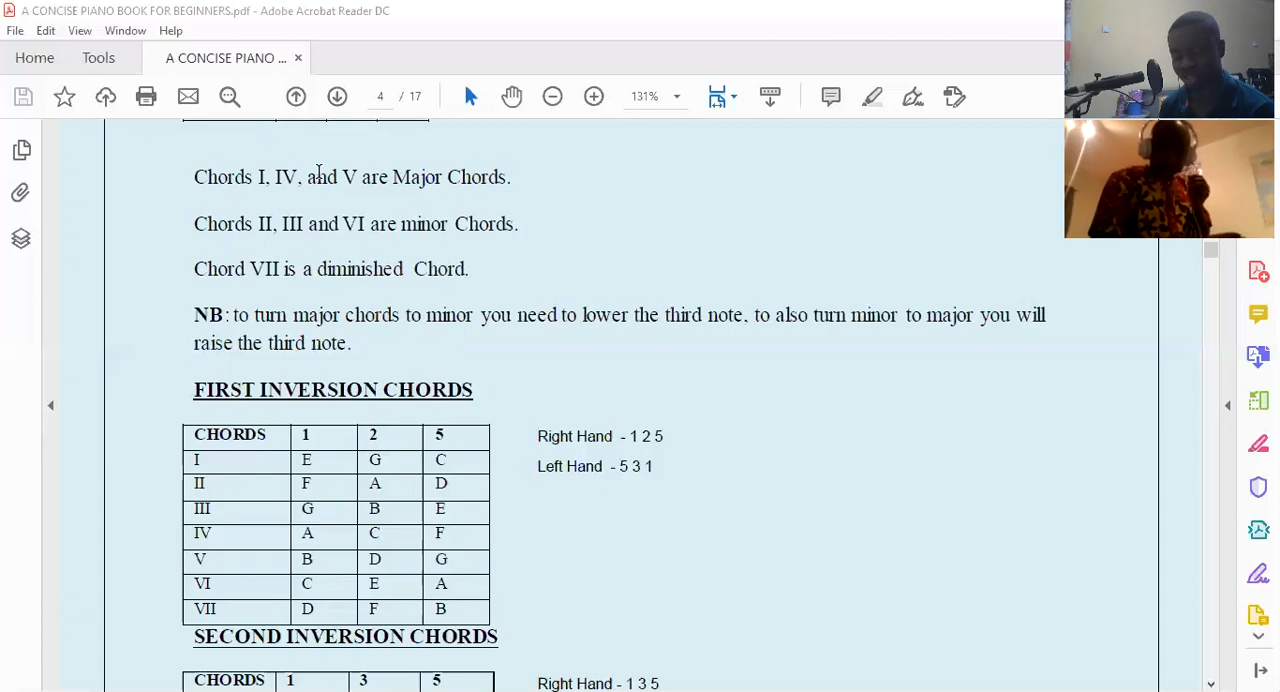 A CONCISE PIANO BOOK FOR BEGINNERS.pdf - Adobe Acrobat Reader DC
File Edit View Window Help
Home Tools A CONCISE PIANO ... ×
4 / 17 131%
Chords I, IV, and V are Major Chords.
Chords II, III and VI are minor Chords.
Chord VII is a diminished Chord.
NB: to turn major chords to minor you need to lower the third note, to also turn minor to major you will
raise the third note.
FIRST INVERSION CHORDS
CHORDS 1 2 5
I E G C
II F A D
III G B E
IV A C F
V B D G
VI C E A
VII D F B
Right Hand - 1 2 5
Left Hand - 5 3 1
SECOND INVERSION CHORDS
CHORDS 1 3 5
Right Hand - 1 3 5